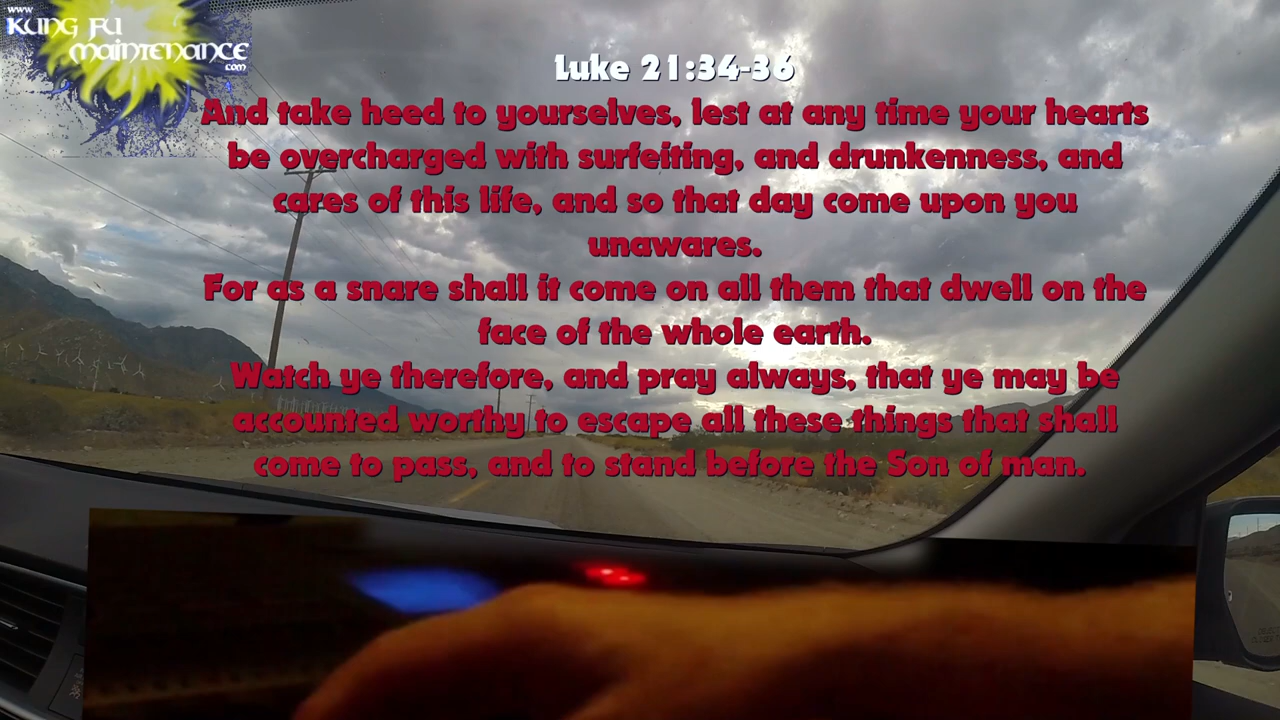 www
KUNG FU
MAINTENANCE
.com
Luke 21:34-36
And take heed to yourselves, lest at any time your hearts
be overcharged with surfeiting, and drunkenness, and
cares of this life, and so that day come upon you
unawares.
For as a snare shall it come on all them that dwell on the
face of the whole earth.
Watch ye therefore, and pray always, that ye may be
accounted worthy to escape all these things that shall
come to pass, and to stand before the Son of man.